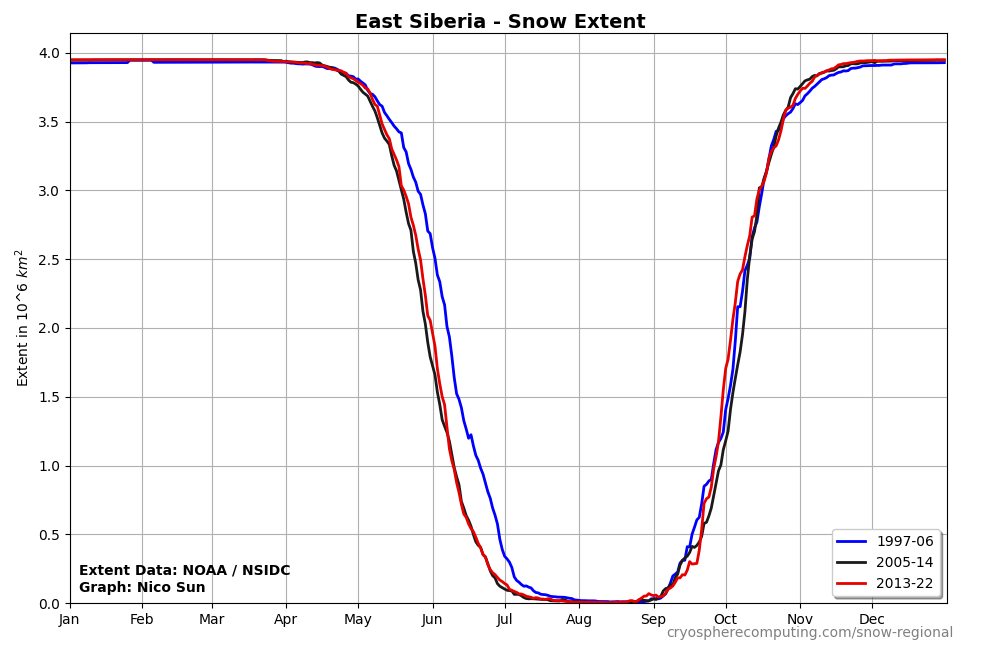 East Siberia - Snow Extent
Extent in 10^6 km²
4.0
3.5
3.0
2.5
2.0
1.5
1.0
0.5
0.0
Extent Data: NOAA / NSIDC
Graph: Nico Sun
1997-06
2005-14
2013-22
Jan Feb Mar Apr May Jun Jul Aug Sep Oct Nov Dec
cryospherecomputing.com/snow-regional